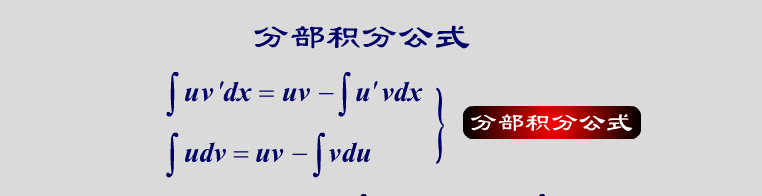 分部积分公式
∫uv′dx = uv − ∫u′vdx
∫udv = uv − ∫vdu
分部积分公式